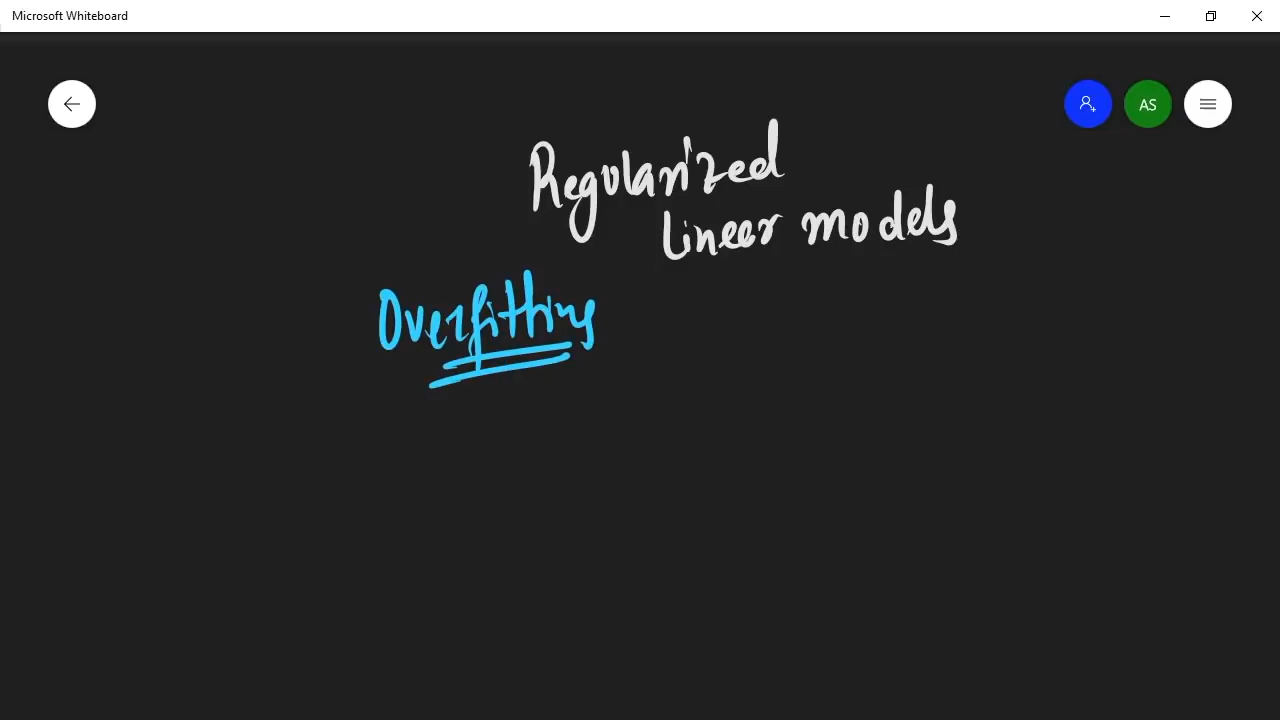 Microsoft Whiteboard
AS
Regularized
linear models
Overfitting